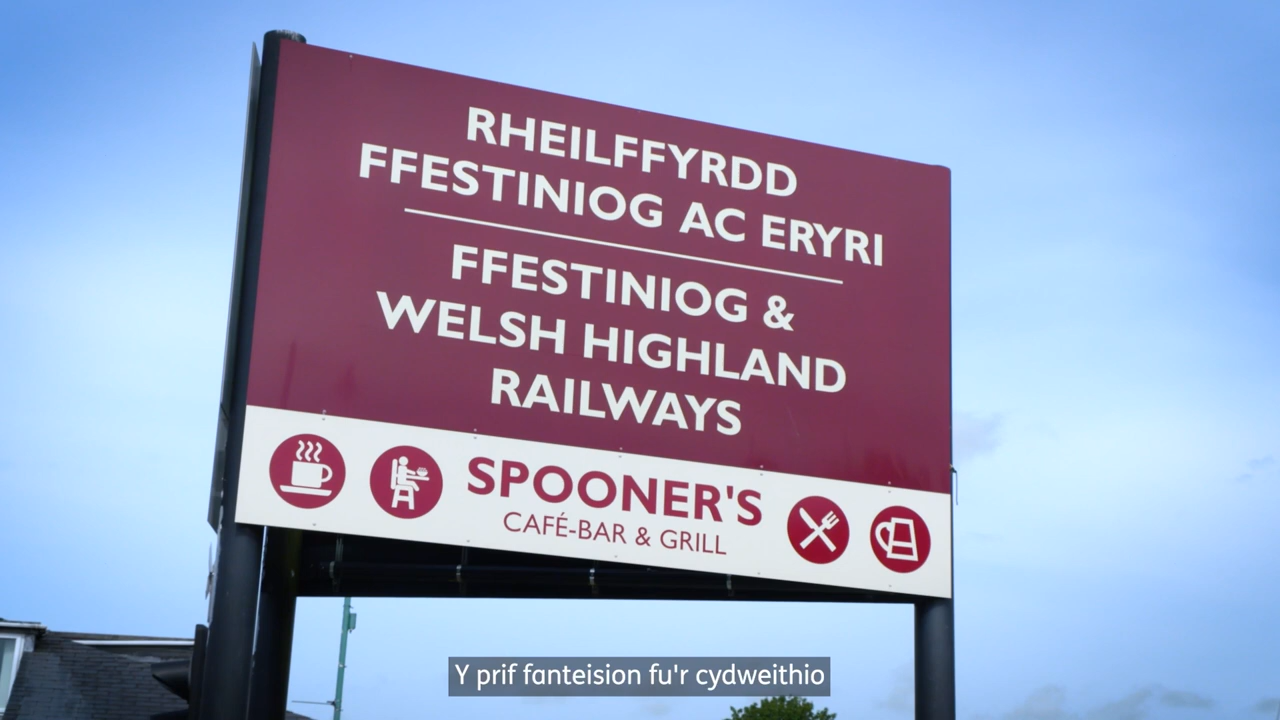 RHEILFFYRDD
FFESTINIOG AC ERYRI
FFESTINIOG &
WELSH HIGHLAND
RAILWAYS
SPOONER'S
CAFÉ-BAR & GRILL
Y prif fanteision fu'r cydweithio